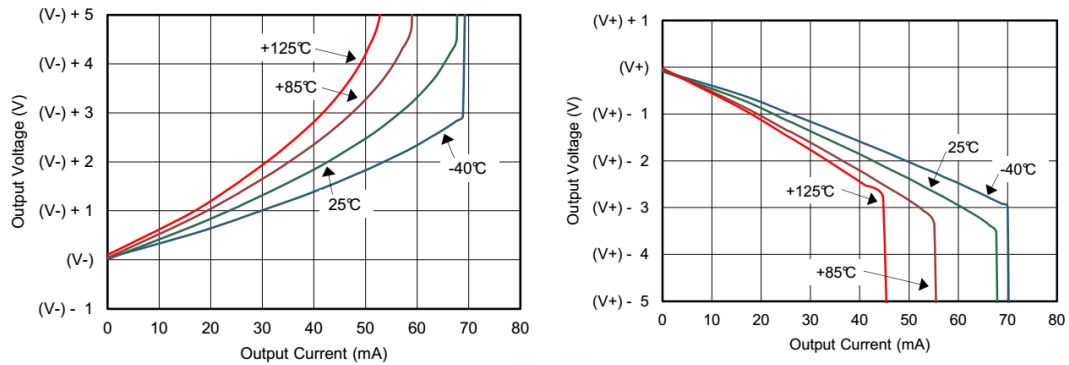 (V-) + 5
(V-) + 4
(V-) + 3
(V-) + 2
(V-) + 1
(V-)
(V-) - 1
Output Voltage (V)
+125℃
+85℃
25℃
-40℃
0 10 20 30 40 50 60 70 80
Output Current (mA)
(V+) + 1
(V+)
(V+) - 1
(V+) - 2
(V+) - 3
(V+) - 4
(V+) - 5
Output Voltage (V)
25℃
-40℃
+125℃
+85℃
0 10 20 30 40 50 60 70 80
Output Current (mA)